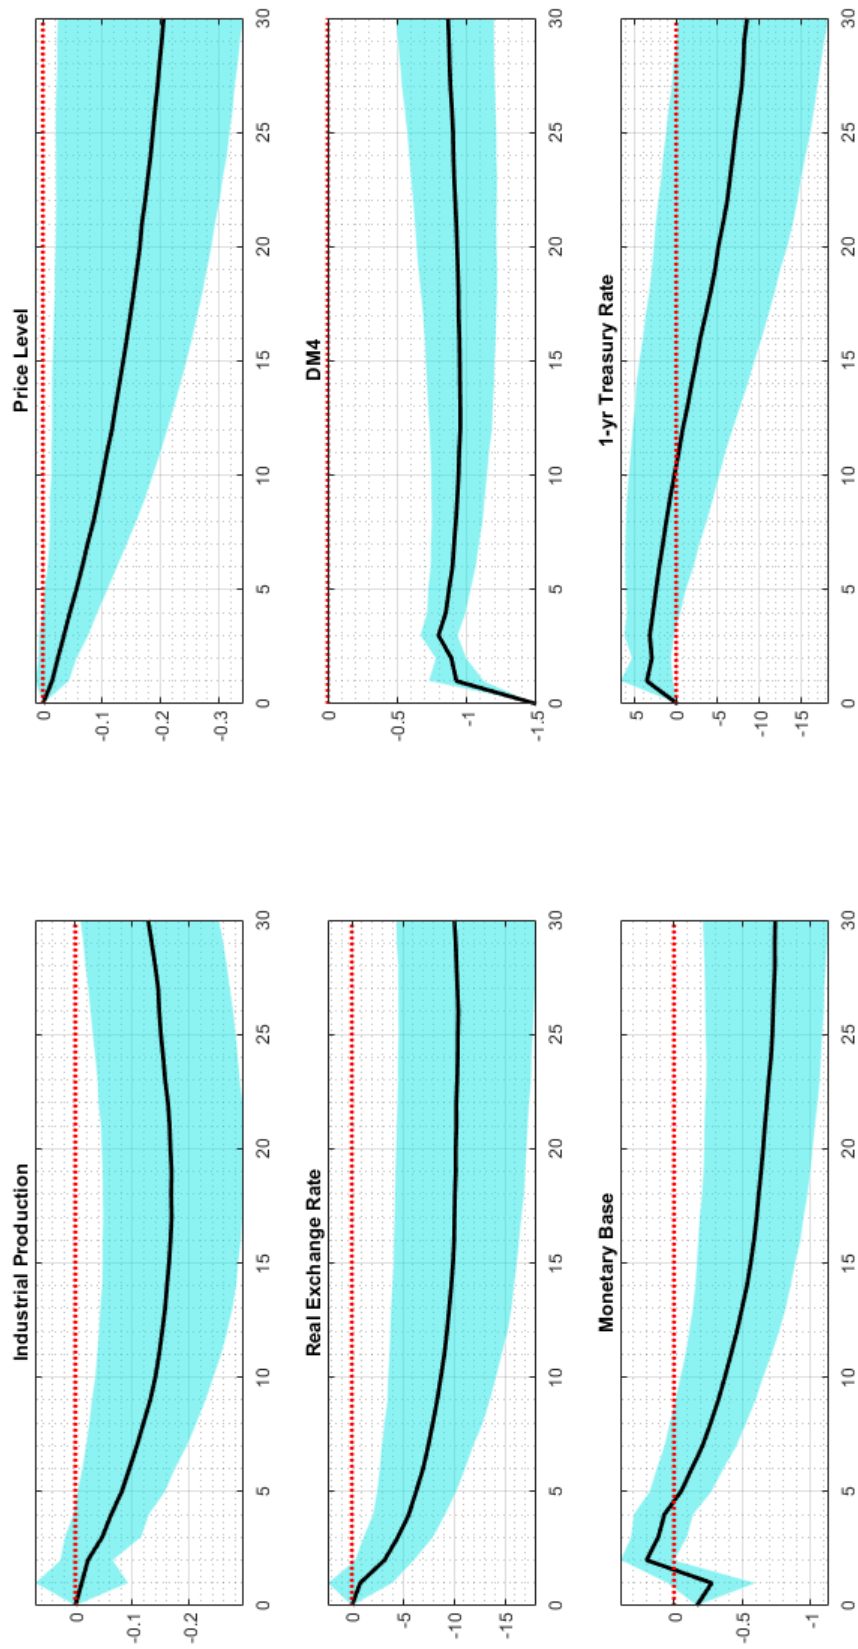 Industrial Production
0
-0.1
-0.2
0 5 10 15 20 25 30
Price Level
0
-0.1
-0.2
-0.3
0 5 10 15 20 25 30
Real Exchange Rate
0
-5
-10
-15
0 5 10 15 20 25 30
DM4
0
-0.5
-1
-1.5
0 5 10 15 20 25 30
Monetary Base
0
-0.5
-1
0 5 10 15 20 25 30
1-yr Treasury Rate
5
0
-5
-10
-15
0 5 10 15 20 25 30